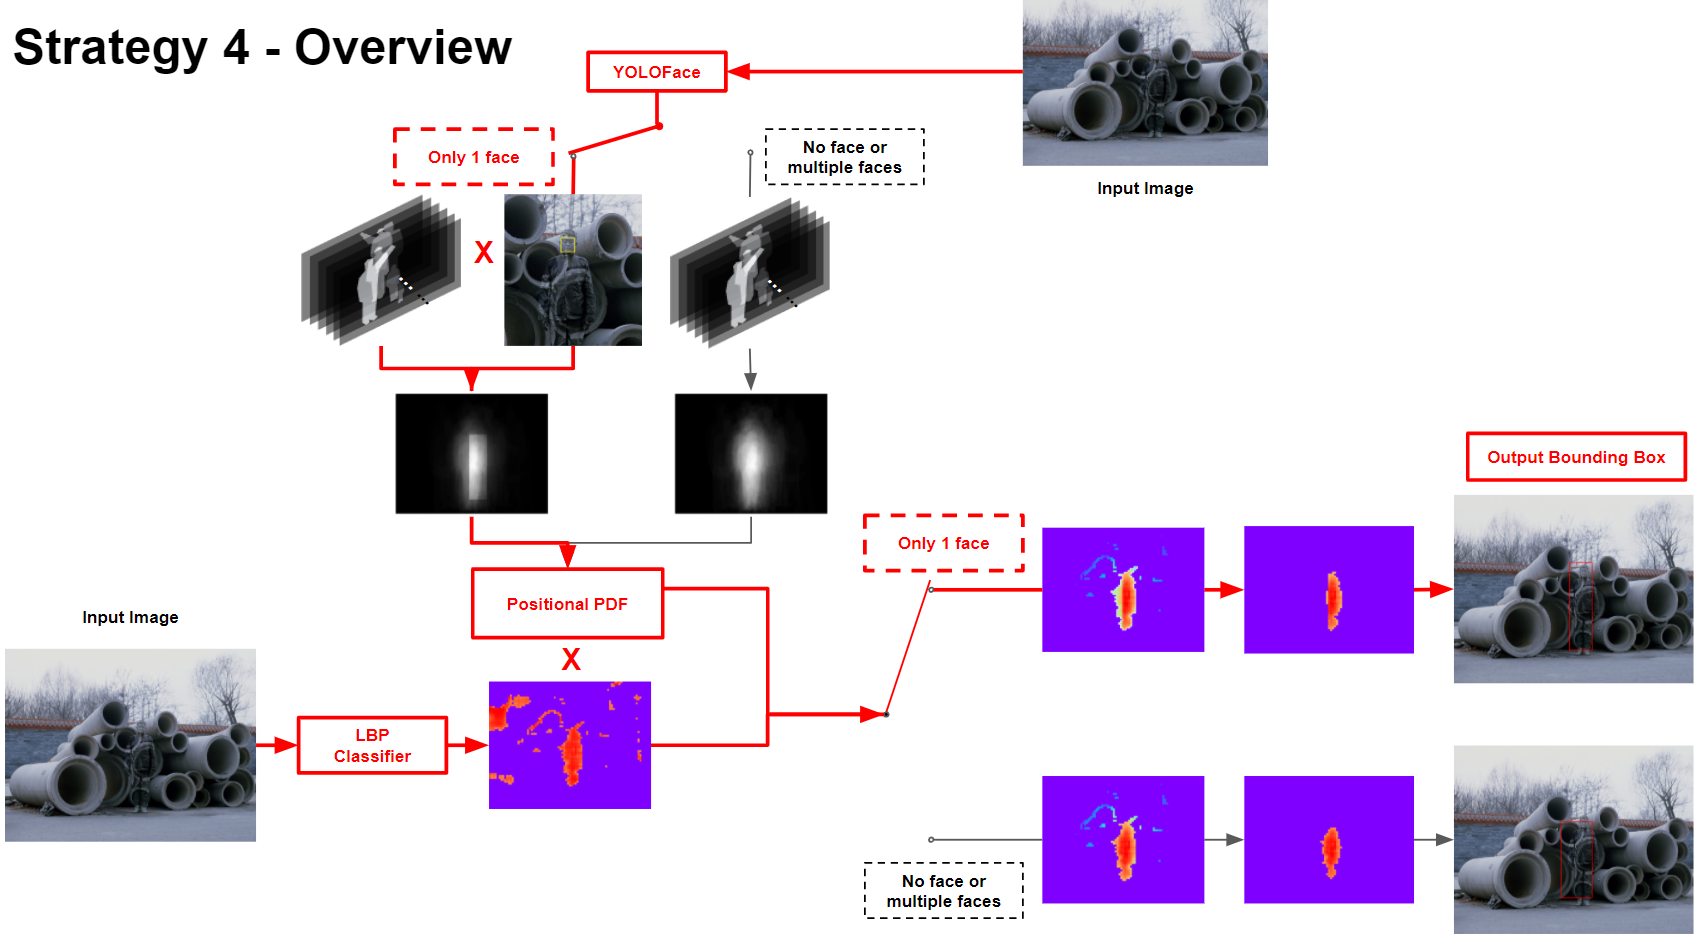 Strategy 4 - Overview
YOLOFace
Only 1 face
No face or
multiple faces
Input Image
X
Output Bounding Box
Only 1 face
Positional PDF
Input Image
X
LBP
Classifier
No face or
multiple faces